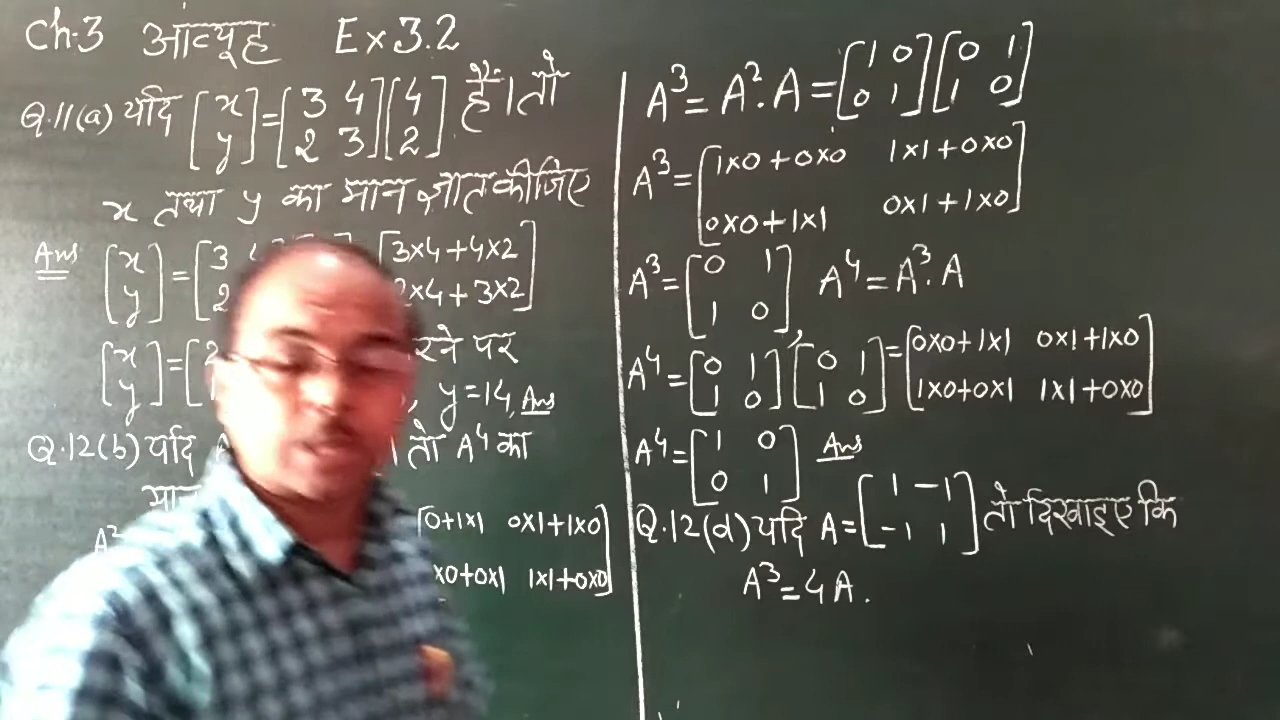 Ch-3 आव्यूह Ex 3.2
Q.11(a) यदि [x y] = [3 4 2 3] [4 2] है। तो
x तथा y का मान ज्ञात कीजिए
Ans [x y] = [3 2 [3×4+4×2 2×4+3×2]
[x y] = [2 रने पर
y=14, Ans
Q.12(b) यदि । तो A⁴ का
A² [0+1×1 0×1+1×0
×0+0×1 1×1+0×0]
A³ = A². A = [1 0 0 1] [0 1 1 0]
A³ = [1×0+0×0 1×1+0×0
0×0+1×1 0×1+1×0]
A³ = [0 1 1 0], A⁴ = A³. A
A⁴ = [0 1 1 0] [0 1 1 0] = [0×0+1×1 0×1+1×0
1×0+0×1 1×1+0×0]
A⁴ = [1 0 0 1] Ans
Q.12(d) यदि A = [1 -1 -1 1] तो दिखाइए कि
A³ = 4A.